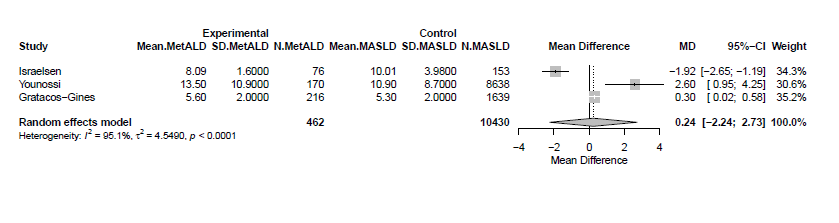 Experimental Control
Study Mean.MetALD SD.MetALD N.MetALD Mean.MASLD SD.MASLD N.MASLD Mean Difference MD 95%−CI Weight
Israelsen 8.09 1.6000 76 10.01 3.9800 153 −1.92 [−2.65; −1.19] 34.3%
Younossi 13.50 10.9000 170 10.90 8.7000 8638 2.60 [ 0.95; 4.25] 30.6%
Gratacos−Gines 5.60 2.0000 216 5.30 2.0000 1639 0.30 [ 0.02; 0.58] 35.2%
Random effects model 462 10430 0.24 [−2.24; 2.73] 100.0%
Heterogeneity: I² = 95.1%, τ² = 4.5490, p < 0.0001
−4 −2 0 2 4
Mean Difference